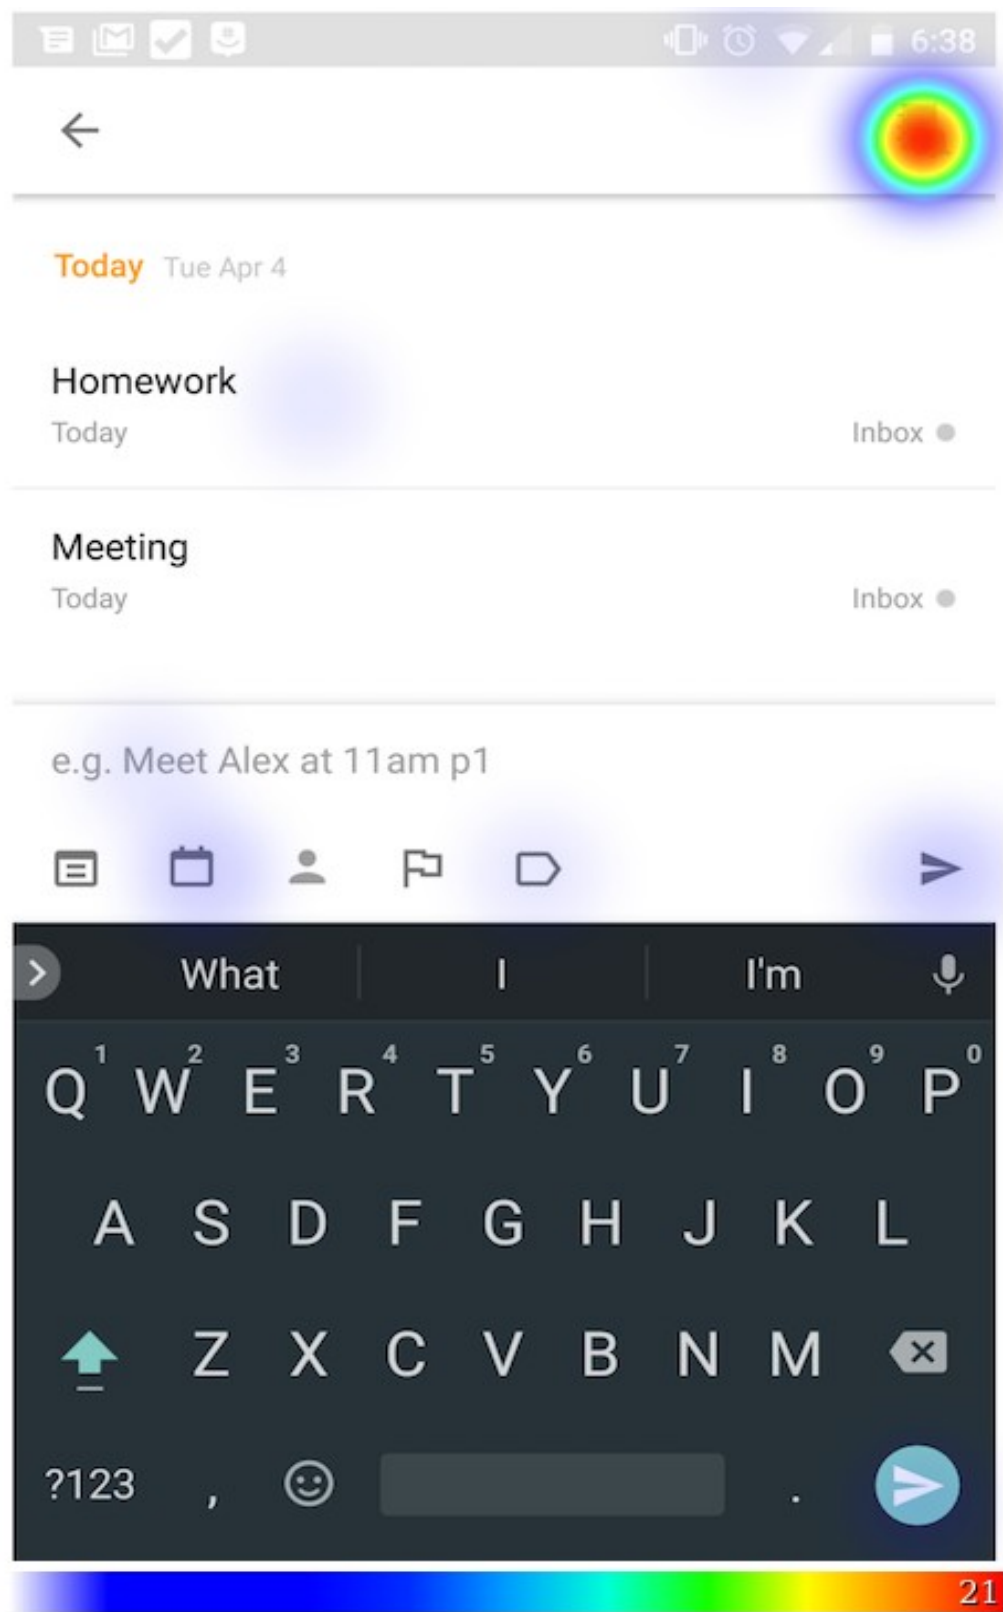 6:38
Today Tue Apr 4
Homework
Today Inbox
Meeting
Today Inbox
e.g. Meet Alex at 11am p1
What I I'm
1 2 3 4 5 6 7 8 9 0
Q W E R T Y U I O P
A S D F G H J K L
Z X C V B N M
?123 , .
21